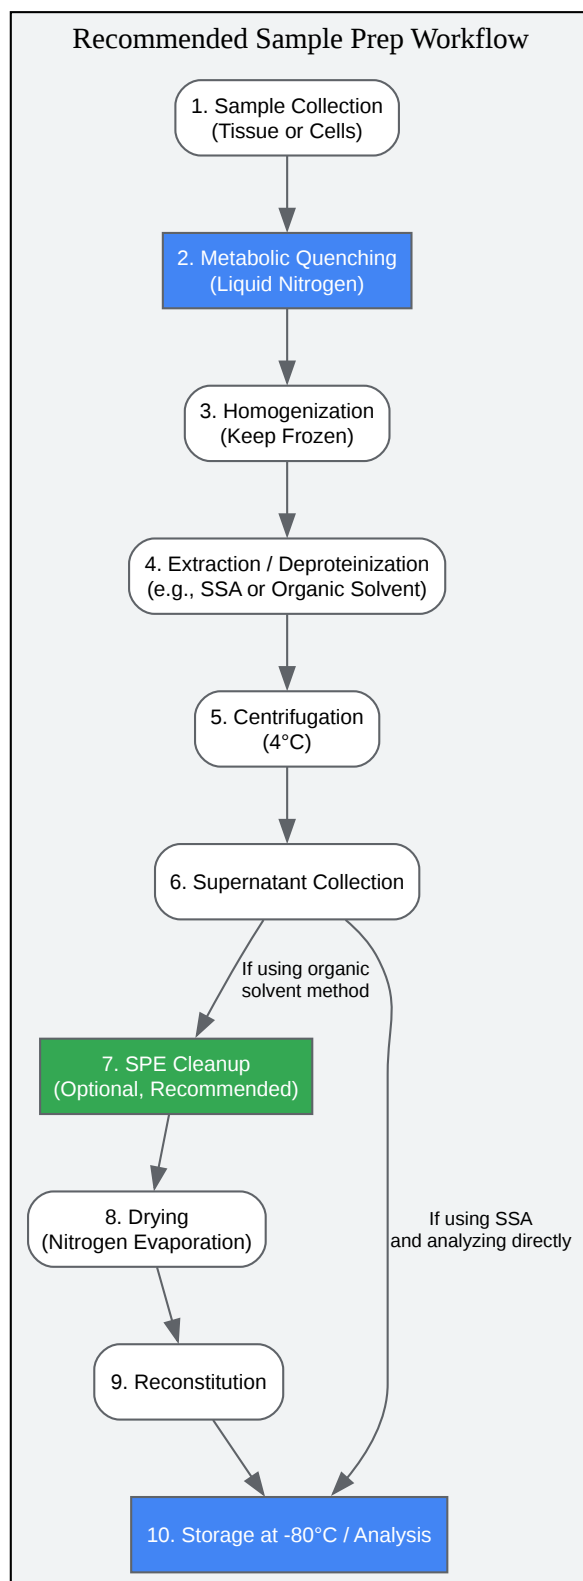 Recommended Sample Prep Workflow
1. Sample Collection
(Tissue or Cells)
2. Metabolic Quenching
(Liquid Nitrogen)
3. Homogenization
(Keep Frozen)
4. Extraction / Deproteinization
(e.g., SSA or Organic Solvent)
5. Centrifugation
(4°C)
6. Supernatant Collection
If using organic
solvent method
7. SPE Cleanup
(Optional, Recommended)
8. Drying
(Nitrogen Evaporation)
If using SSA
and analyzing directly
9. Reconstitution
10. Storage at -80°C / Analysis